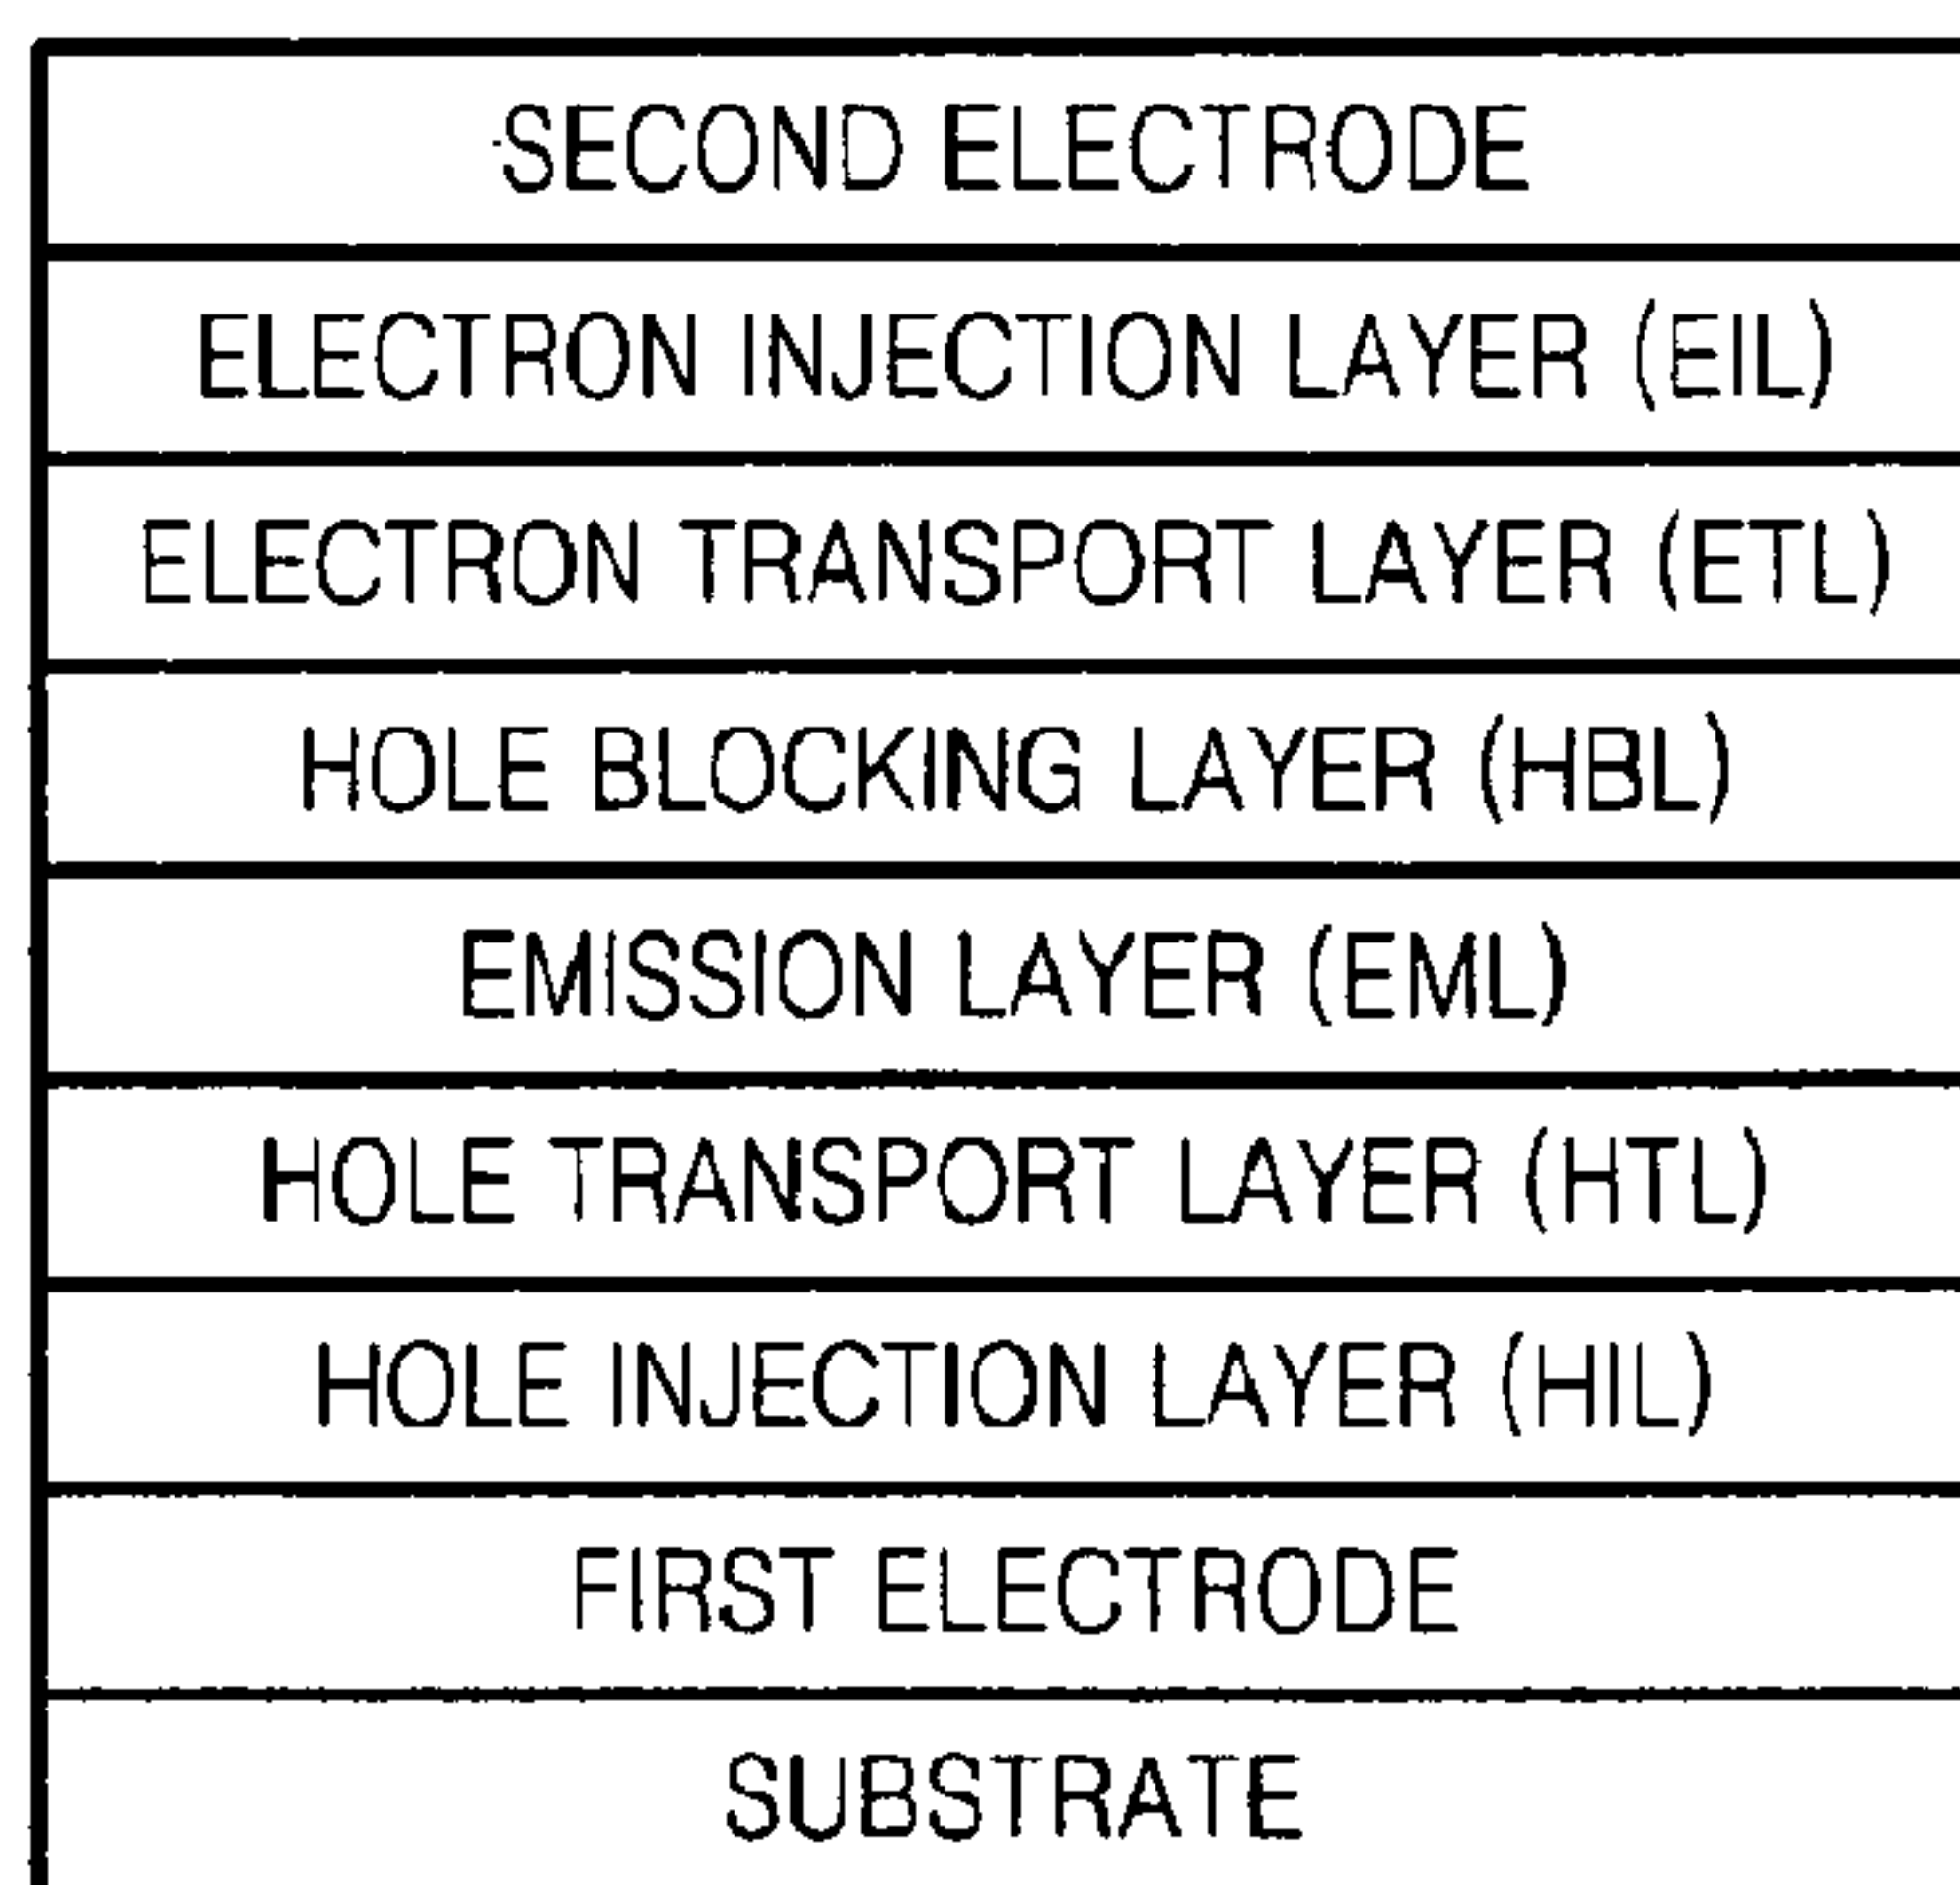 SECOND ELECTRODE
ELECTRON INJECTION LAYER (EIL)
ELECTRON TRANSPORT LAYER (ETL)
HOLE BLOCKING LAYER (HBL)
EMISSION LAYER (EML)
HOLE TRANSPORT LAYER (HTL)
HOLE INJECTION LAYER (HIL)
FIRST ELECTRODE
SUBSTRATE